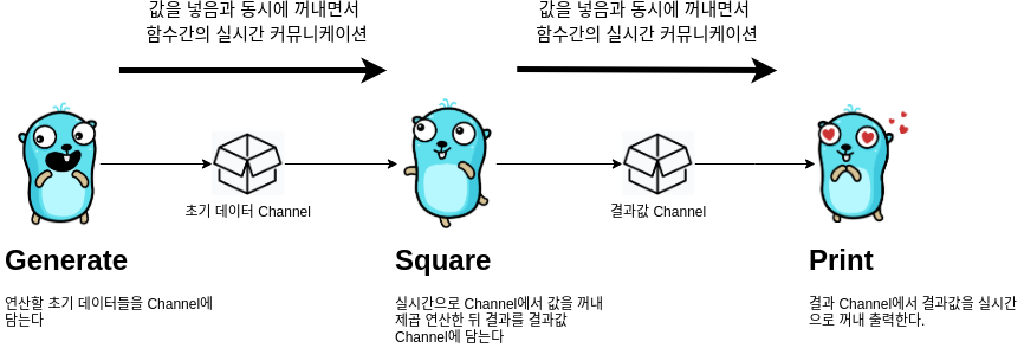 값을 넣음과 동시에 꺼내면서
함수간의 실시간 커뮤니케이션
값을 넣음과 동시에 꺼내면서
함수간의 실시간 커뮤니케이션
초기 데이터 Channel
결과값 Channel
Generate
연산할 초기 데이터들을 Channel에
담는다
Square
실시간으로 Channel에서 값을 꺼내
제곱 연산한 뒤 결과를 결과값
Channel에 담는다
Print
결과 Channel에서 결과값을 실시간
으로 꺼내 출력한다.